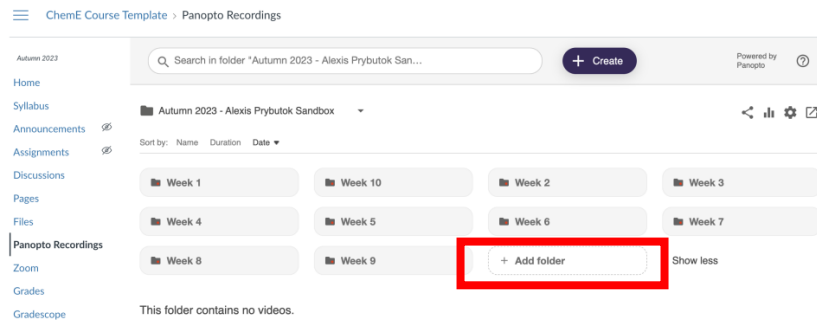 ChemE Course Template > Panopto Recordings
Autumn 2023
Home
Syllabus
Announcements
Assignments
Discussions
Pages
Files
Panopto Recordings
Zoom
Grades
Gradescope
Search in folder "Autumn 2023 - Alexis Prybutok San...
+ Create
Powered by
Panopto
Autumn 2023 - Alexis Prybutok Sandbox
Sort by: Name Duration Date
Week 1 Week 10 Week 2 Week 3
Week 4 Week 5 Week 6 Week 7
Week 8 Week 9 + Add folder Show less
This folder contains no videos.